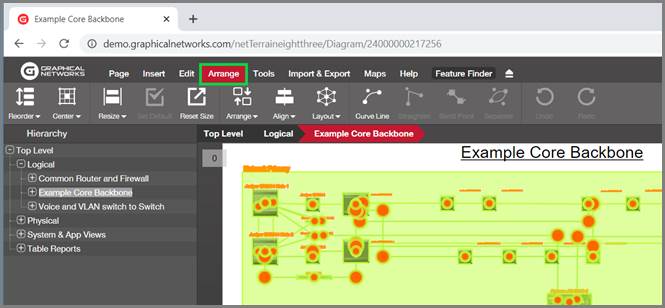 Example Core Backbone
demo.graphicalnetworks.com/netTerraineightthree/Diagram/24000000217256
GRAPHICAL
NETWORKS
Page Insert Edit Arrange Tools Import & Export Maps Help Feature Finder
Reorder Center Resize Set Default Reset Size Arrange Align Layout Curve Line Straighten Bend Point Separate Undo Redo
Hierarchy
Top Level Logical Example Core Backbone
Top Level
Logical
Common Router and Firewall
Example Core Backbone
Voice and VLAN switch to Switch
Physical
System & App Views
Table Reports
0
Example Core Backbone